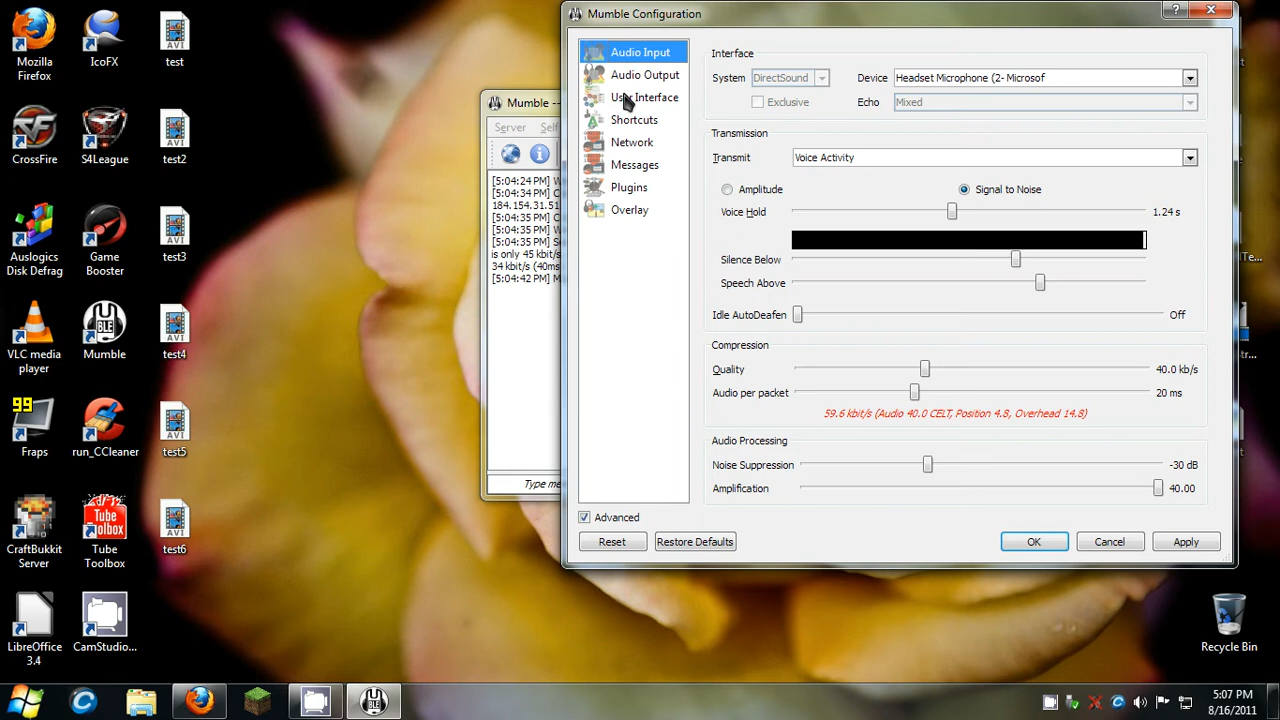 Mozilla
Firefox
IcoFX
test
CrossFire
S4League
test2
Auslogics
Disk Defrag
Game
Booster
test3
VLC media
player
Mumble
test4
99
Fraps
run_CCleaner
test5
CraftBukkit
Server
Tube
Toolbox
Tube
Toolbox
test6
LibreOffice
3.4
CamStudio...
Mumble --
Server
Self
[5:04:24 PM] W
[5:04:34 PM] C
184.154.31.51
[5:04:35 PM] C
[5:04:35 PM] W
[5:04:35 PM] S
is only 45 kbit/s
34 kbit/s (40ms
[5:04:42 PM] M
Type me
Mumble Configuration
Audio Input
Audio Output
User Interface
Shortcuts
Network
Messages
Plugins
Overlay
Interface
System DirectSound Device Headset Microphone (2- Microsof
Exclusive Echo Mixed
Transmission
Transmit Voice Activity
Amplitude Signal to Noise
Voice Hold 1.24 s
Silence Below
Speech Above
Idle AutoDeafen Off
Compression
Quality 40.0 kb/s
Audio per packet 20 ms
59.6 kbit/s (Audio 40.0 CELT, Position 4.8, Overhead 14.8)
Audio Processing
Noise Suppression -30 dB
Amplification 40.00
Advanced
Reset Restore Defaults OK Cancel Apply
Recycle Bin
5:07 PM
8/16/2011